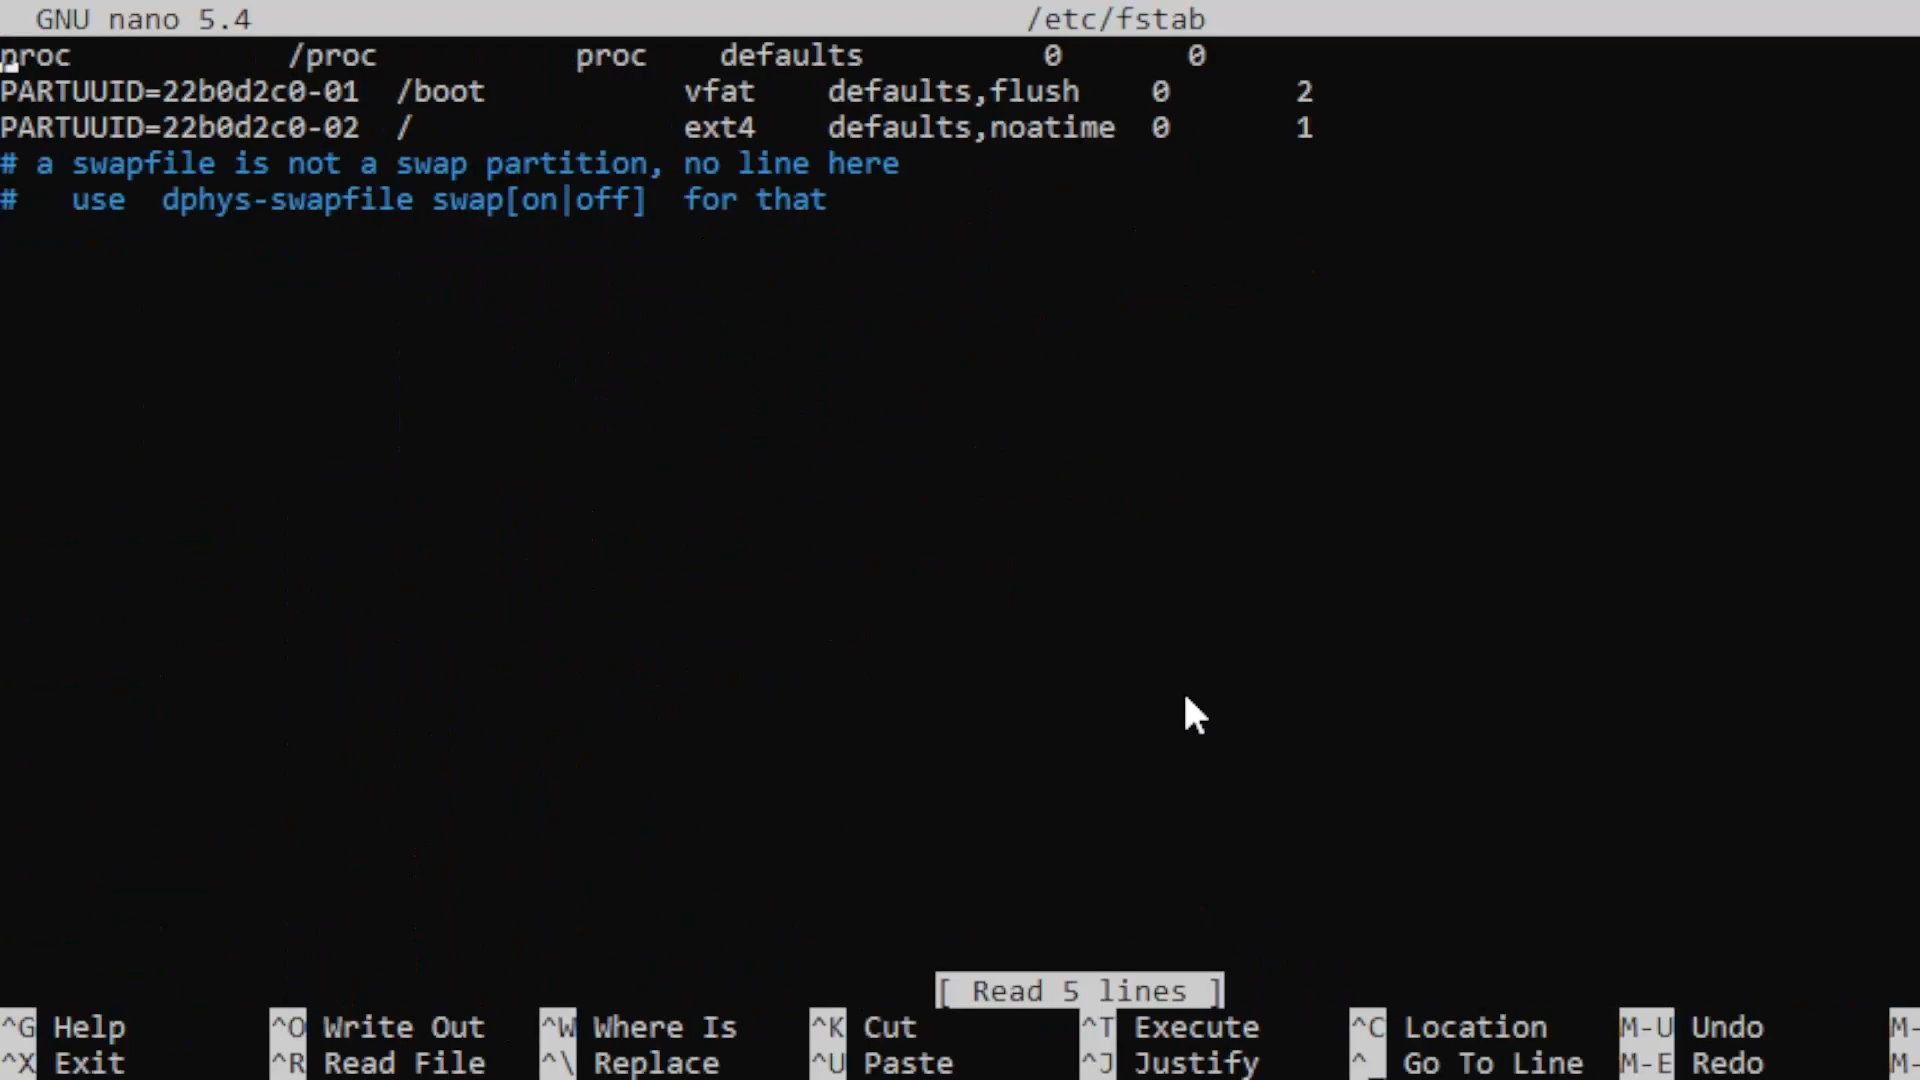 GNU nano 5.4 /etc/fstab
proc /proc proc defaults 0 0
PARTUUID=22b0d2c0-01 /boot vfat defaults,flush 0 2
PARTUUID=22b0d2c0-02 / ext4 defaults,noatime 0 1
# a swapfile is not a swap partition, no line here
#   use  dphys-swapfile swap[on|off]  for that
[ Read 5 lines ]
^G Help ^O Write Out ^W Where Is ^K Cut ^T Execute ^C Location M-U Undo M-
^X Exit ^R Read File ^\ Replace ^U Paste ^J Justify ^_ Go To Line M-E Redo M-